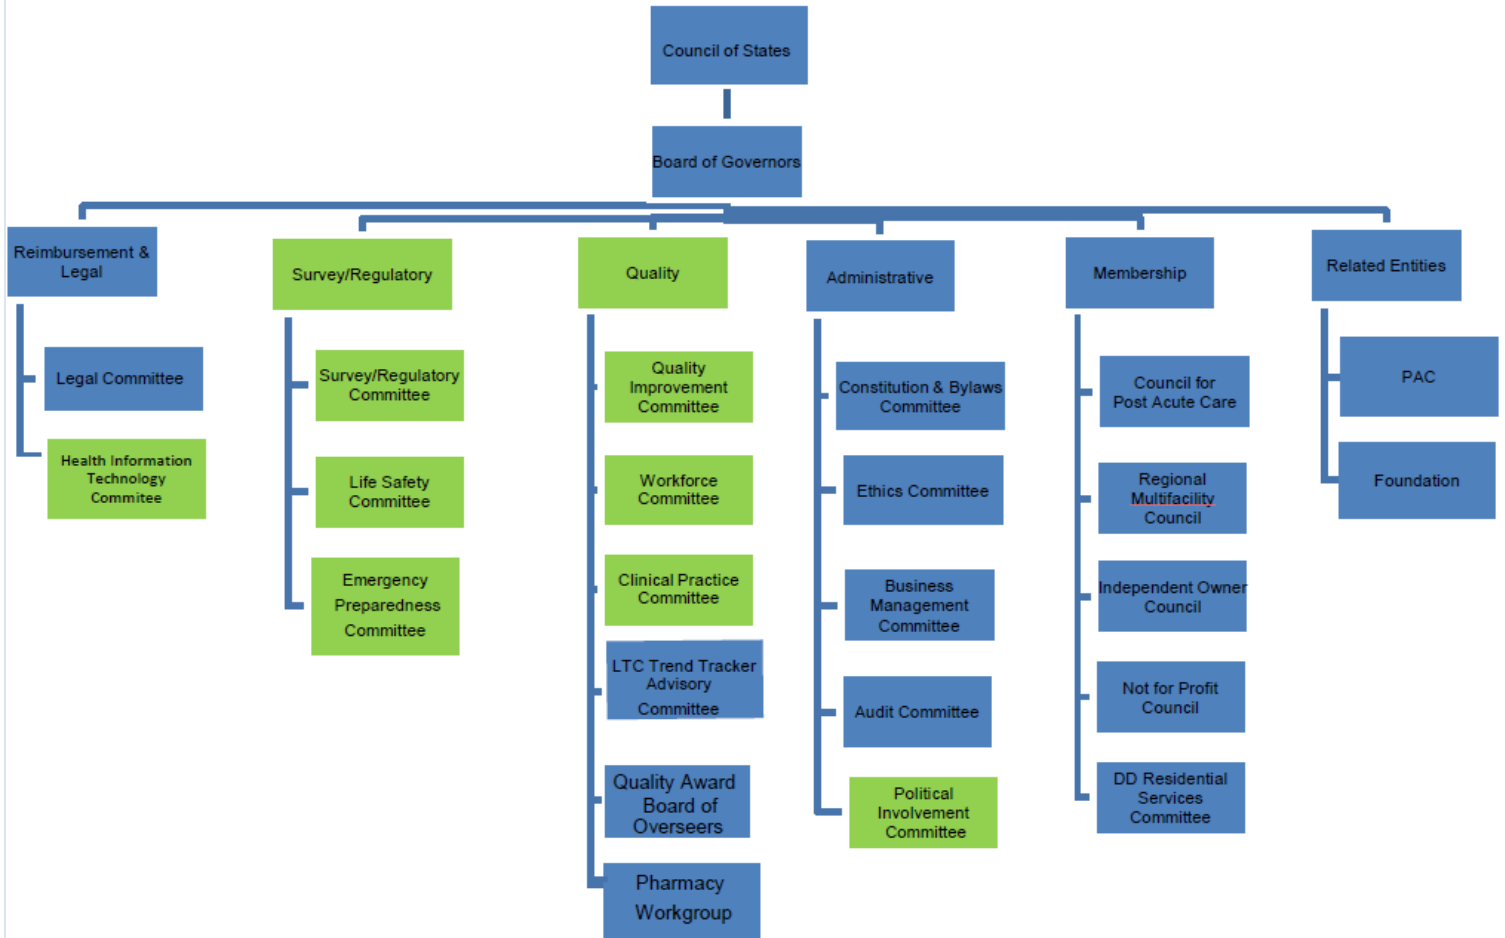 Council of States
Board of Governors
Reimbursement &
Legal
Legal Committee
Health Information
Technology
Commitee
Survey/Regulatory
Survey/Regulatory
Committee
Life Safety
Committee
Emergency
Preparedness
Committee
Quality
Quality
Improvement
Committee
Workforce
Committee
Clinical Practice
Committee
LTC Trend Tracker
Advisory
Committee
Quality Award
Board of
Overseers
Pharmacy
Workgroup
Administrative
Constitution & Bylaws
Committee
Ethics Committee
Business
Management
Committee
Audit Committee
Political
Involvement
Committee
Membership
Council for
Post Acute Care
Regional
Multifacility
Council
Independent Owner
Council
Not for Profit
Council
DD Residential
Services
Committee
Related Entities
PAC
Foundation